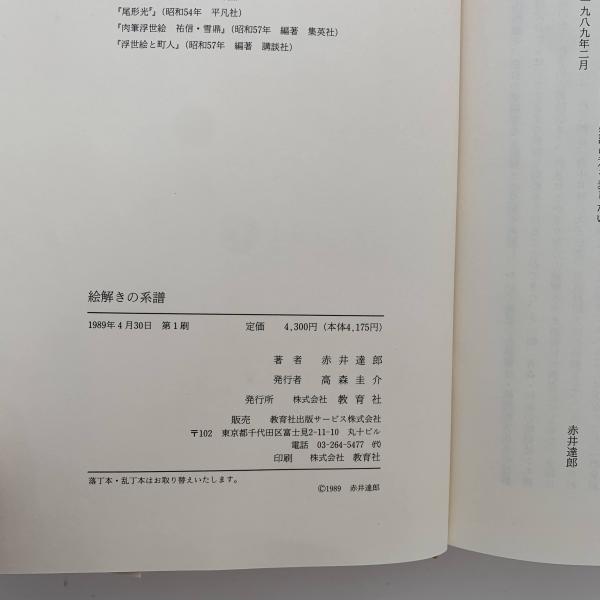 『尾形光』(昭和54年　平凡社)
『肉筆浮世絵　祐信・雪鼎』(昭和57年　編著　集英社)
『浮世絵と町人』(昭和57年　編著　講談社)
絵解きの系譜
1989年4月30日　第1刷　定価　4,300円(本体4,175円)
著者　赤井達郎
発行者　高森圭介
発行所　株式会社　教育社
販売　教育社出版サービス株式会社
〒102　東京都千代田区富士見2-11-10　丸十ビル
電話　03-264-5477　㈹
印刷　株式会社　教育社
落丁本・乱丁本はお取り替えいたします。
©1989　赤井達郎
一九八九年二月
赤井達郎